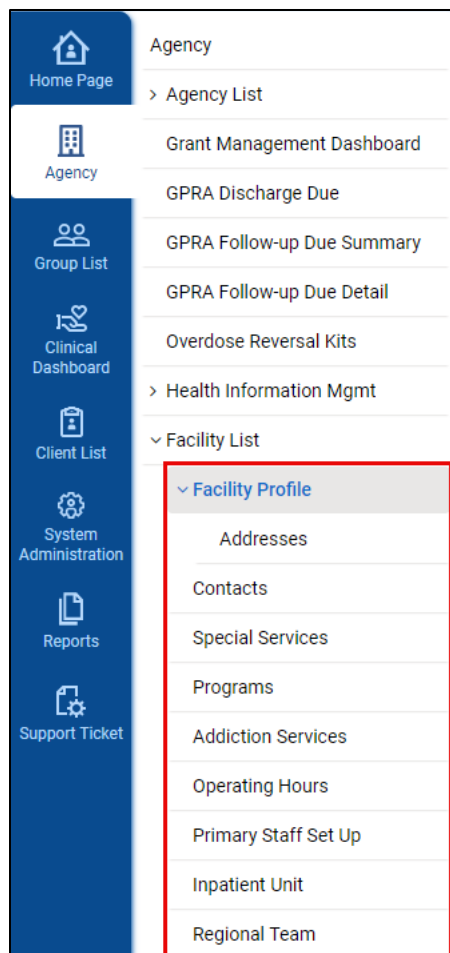 Home Page
Agency
Group List
Clinical
Dashboard
Client List
System
Administration
Reports
Support Ticket
Agency
Agency List
Grant Management Dashboard
GPRA Discharge Due
GPRA Follow-up Due Summary
GPRA Follow-up Due Detail
Overdose Reversal Kits
Health Information Mgmt
Facility List
Facility Profile
Addresses
Contacts
Special Services
Programs
Addiction Services
Operating Hours
Primary Staff Set Up
Inpatient Unit
Regional Team